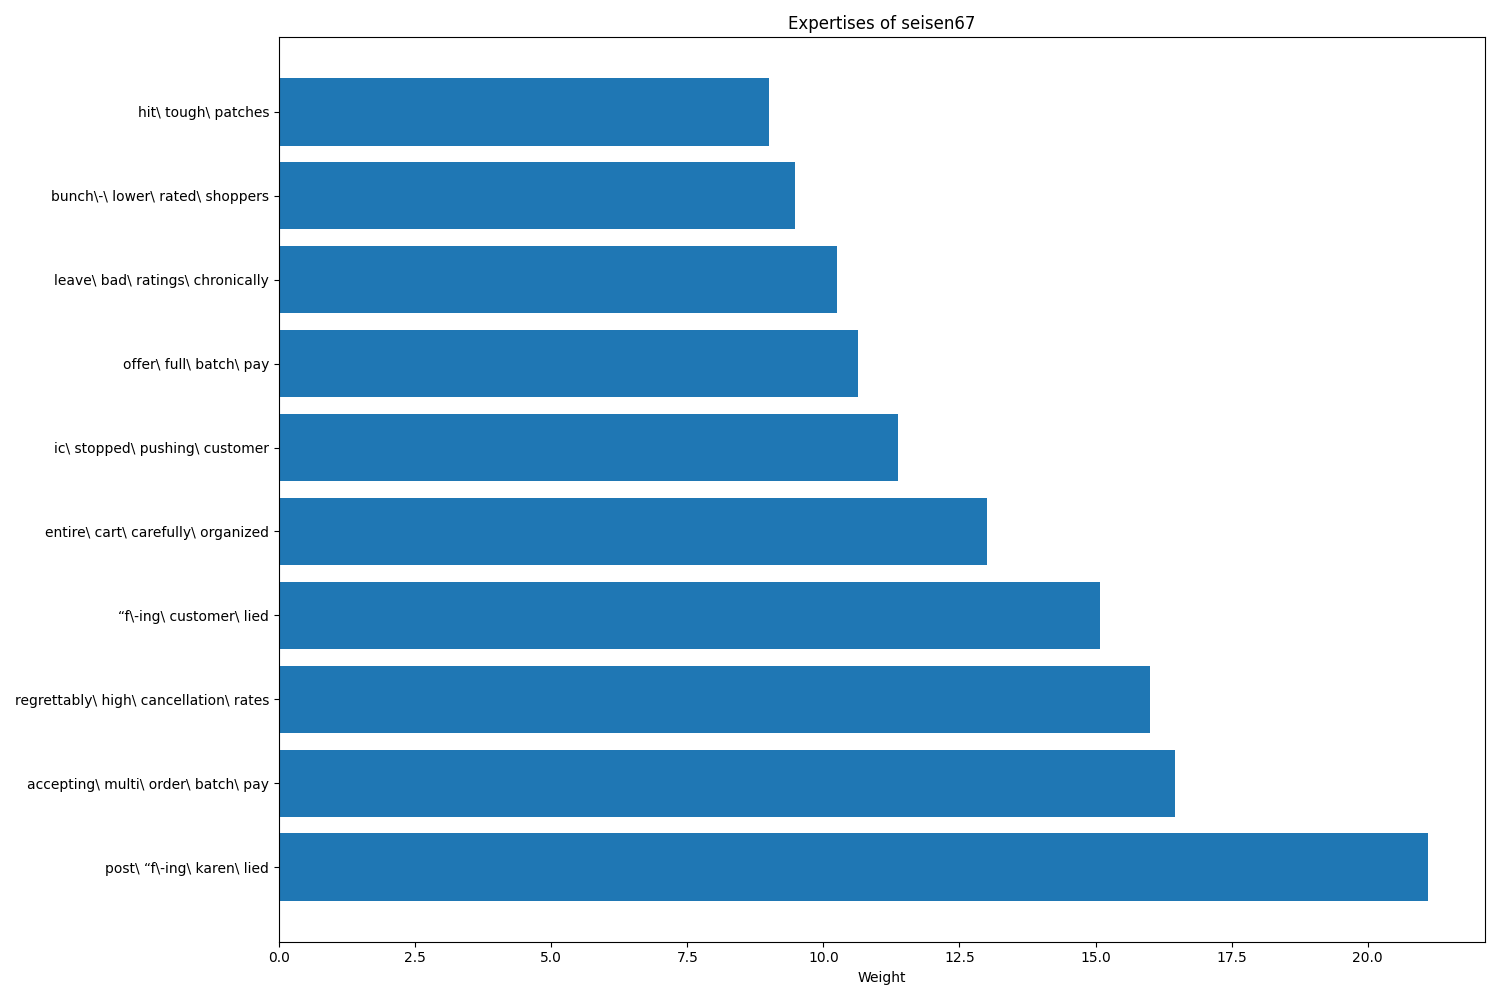 Expertises of seisen67
hit\ tough\ patches
bunch\-\ lower\ rated\ shoppers
leave\ bad\ ratings\ chronically
offer\ full\ batch\ pay
ic\ stopped\ pushing\ customer
entire\ cart\ carefully\ organized
“f\-ing\ customer\ lied
regrettably\ high\ cancellation\ rates
accepting\ multi\ order\ batch\ pay
post\ “f\-ing\ karen\ lied
0.0 2.5 5.0 7.5 10.0 12.5 15.0 17.5 20.0
Weight